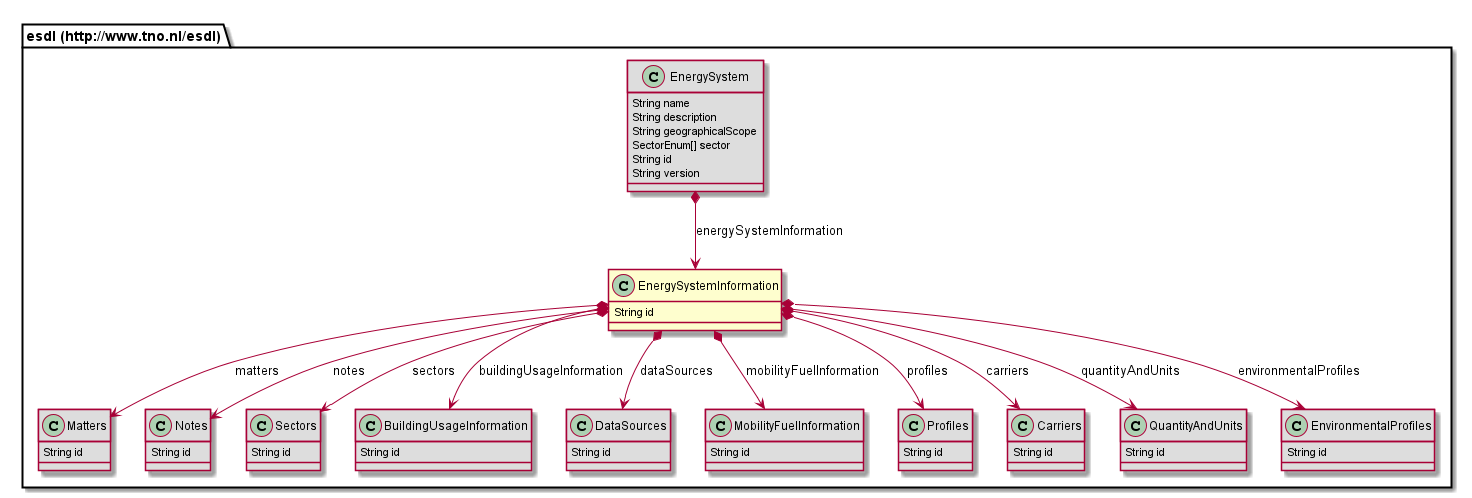 esdl (http://www.tno.nl/esdl)
C EnergySystem
String name
String description
String geographicalScope
SectorEnum[] sector
String id
String version
energySystemInformation
C EnergySystemInformation
String id
matters
notes
sectors
buildingUsageInformation
dataSources
mobilityFuelInformation
profiles
carriers
quantityAndUnits
environmentalProfiles
C Matters
String id
C Notes
String id
C Sectors
String id
C BuildingUsageInformation
String id
C DataSources
String id
C MobilityFuelInformation
String id
C Profiles
String id
C Carriers
String id
C QuantityAndUnits
String id
C EnvironmentalProfiles
String id